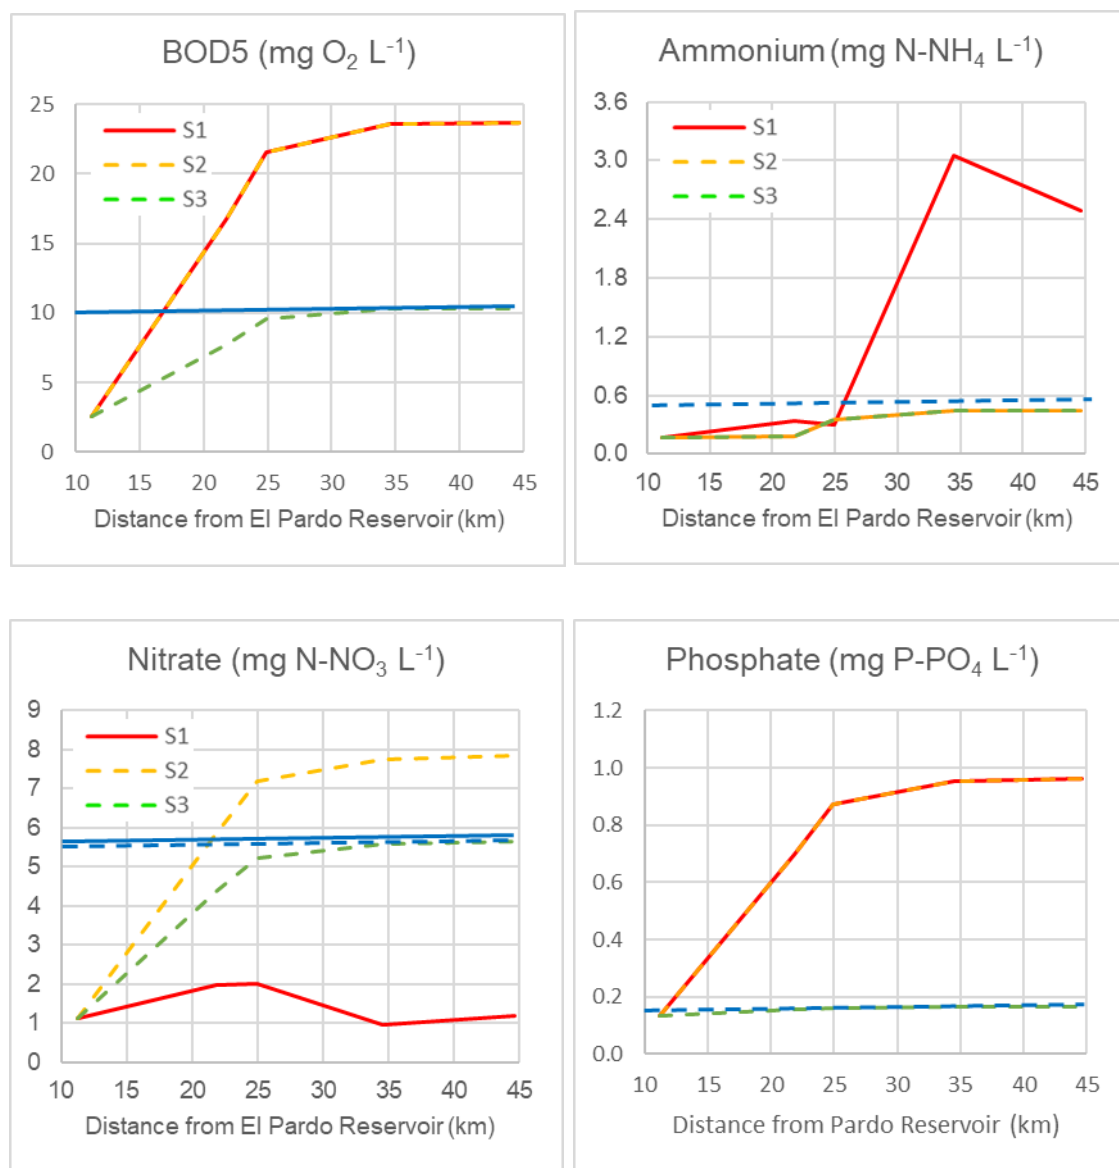 BOD5 (mg O₂ L⁻¹)
25
20
15
10
5
0
S1
S2
S3
10 15 20 25 30 35 40 45
Distance from El Pardo Reservoir (km)
Ammonium (mg N-NH₄ L⁻¹)
3.6
3.0
2.4
1.8
1.2
0.6
0.0
S1
S2
S3
10 15 20 25 30 35 40 45
Distance from El Pardo Reservoir (km)
Nitrate (mg N-NO₃ L⁻¹)
9
8
7
6
5
4
3
2
1
0
S1
S2
S3
10 15 20 25 30 35 40 45
Distance from El Pardo Reservoir (km)
Phosphate (mg P-PO₄ L⁻¹)
1.2
1.0
0.8
0.6
0.4
0.2
0.0
10 15 20 25 30 35 40 45
Distance from Pardo Reservoir (km)